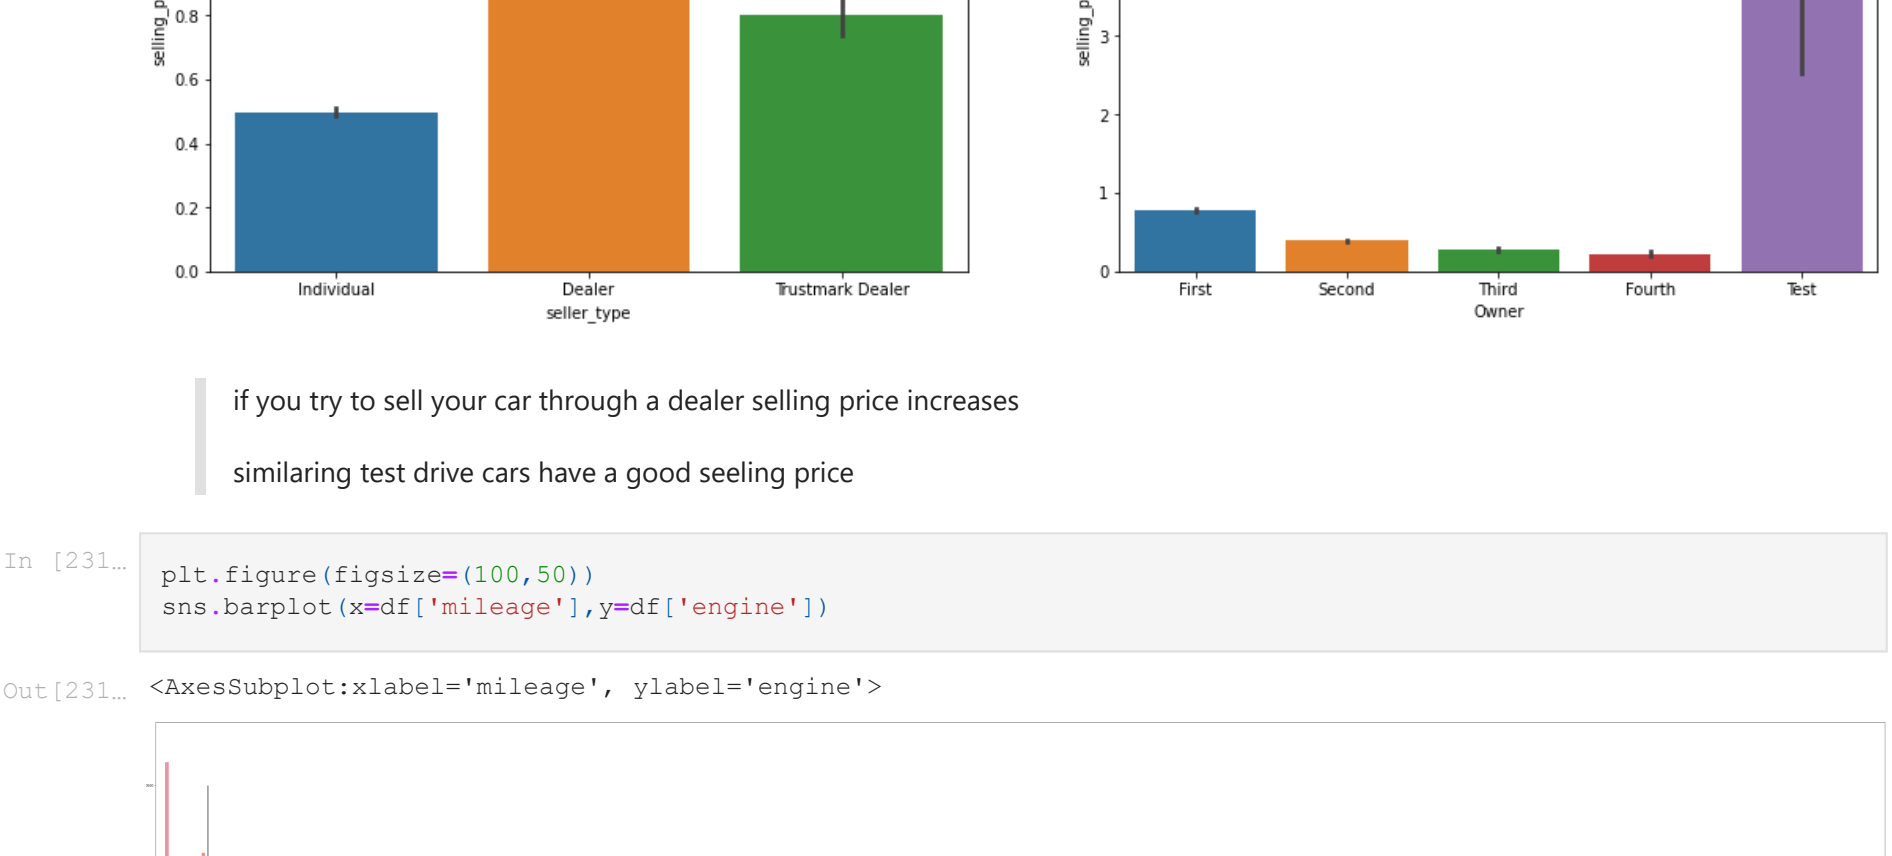 selling_p
0.8
0.6
0.4
0.2
0.0
Individual Dealer Trustmark Dealer
seller_type
selling_p
3
2
1
0
First Second Third Fourth Test
Owner
if you try to sell your car through a dealer selling price increases
similaring test drive cars have a good seeling price
In [231…
plt.figure(figsize=(100,50))
sns.barplot(x=df['mileage'],y=df['engine'])
Out[231…
<AxesSubplot:xlabel='mileage', ylabel='engine'>